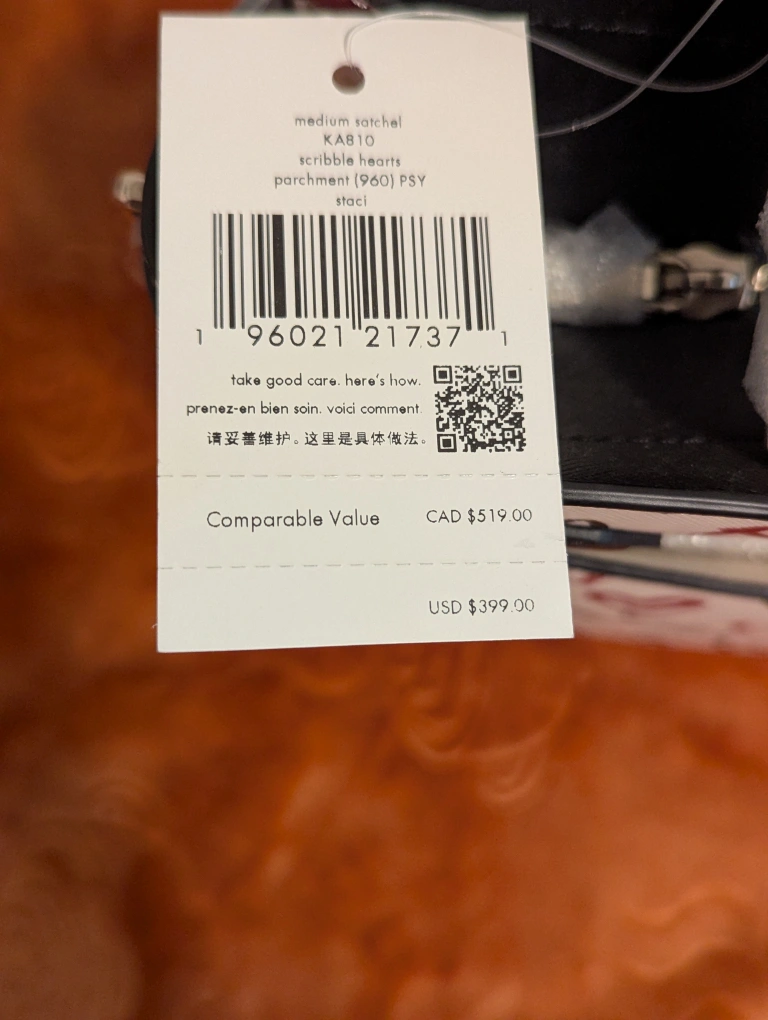 medium satchel
KA810
scribble hearts
parchment (960) PSY
staci
1 96021 21737 1
take good care. here's how.
prenez-en bien soin. voici comment.
请妥善维护。这里是具体做法。
Comparable Value CAD $519.00
USD $399.00